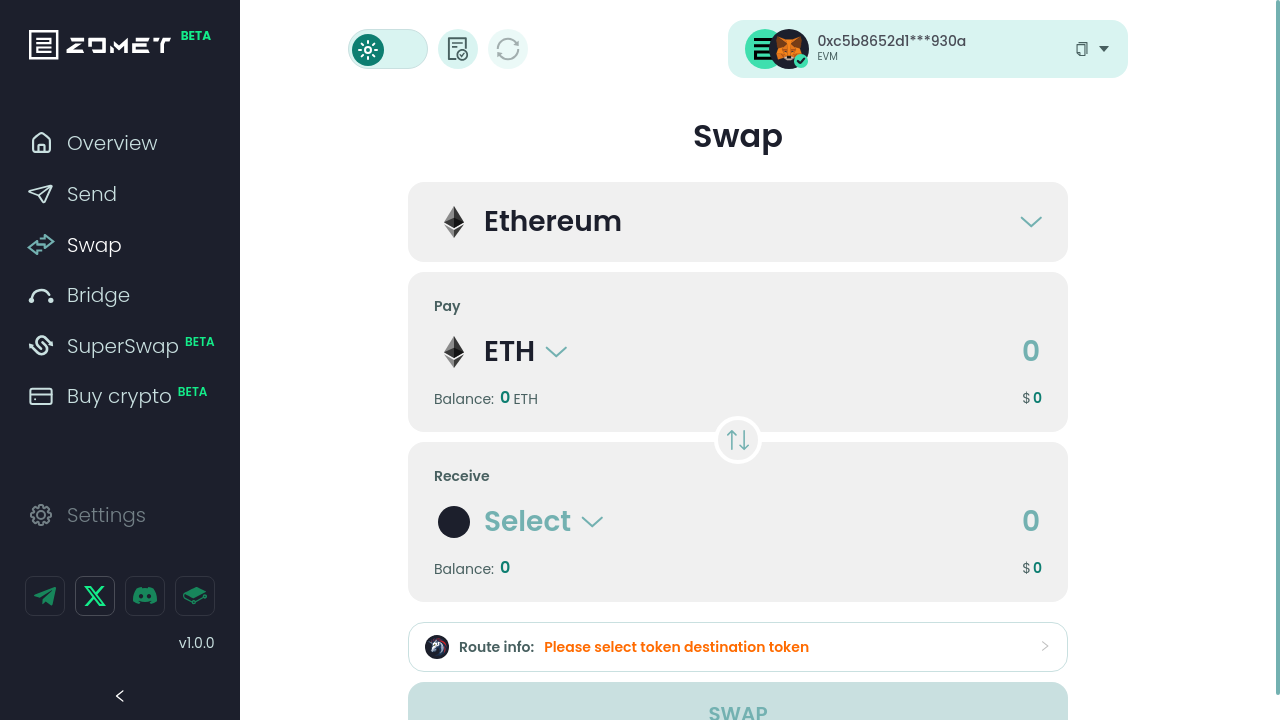 ZOMET BETA
Overview
Send
Swap
Bridge
SuperSwap BETA
Buy crypto BETA
Settings
v1.0.0
0xc5b8652d1***930a
EVM
Swap
Ethereum
Pay
ETH
0
Balance: 0 ETH
$ 0
Receive
Select
0
Balance: 0
$ 0
Route info: Please select token destination token
SWAP